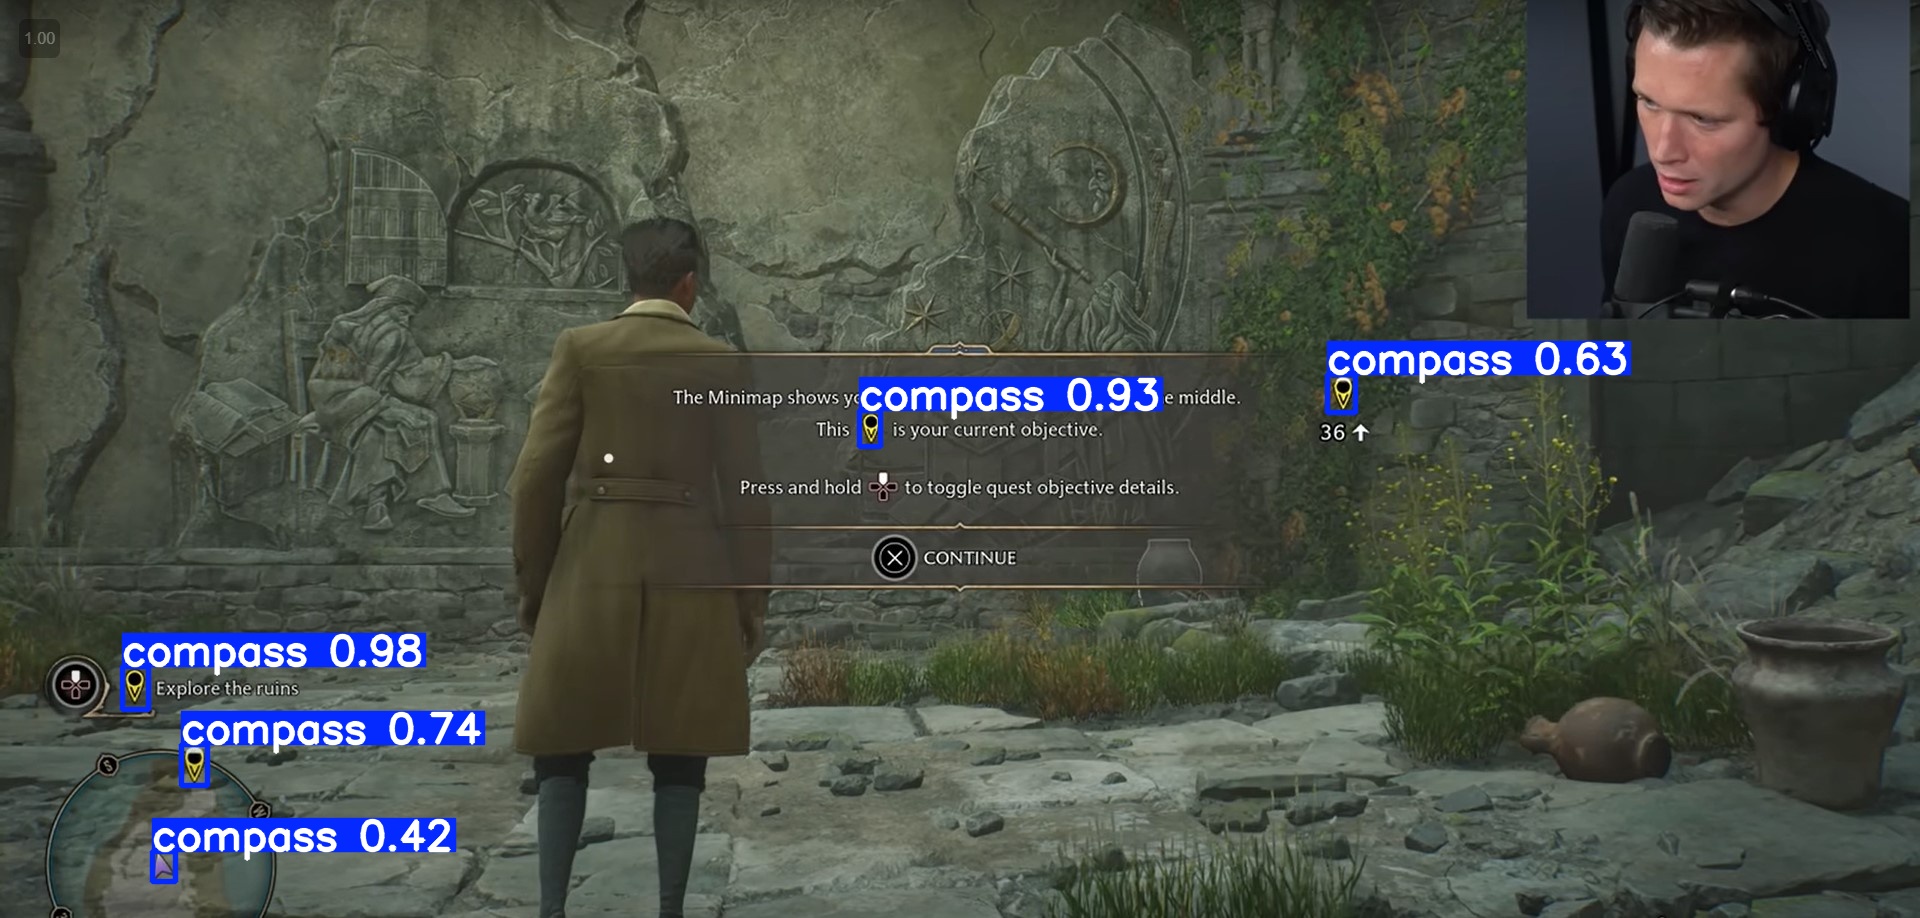 1.00
compass 0.63
The Minimap shows yo compass 0.93 e middle.
This is your current objective.
36
Press and hold to toggle quest objective details.
CONTINUE
compass 0.98
Explore the ruins
compass 0.74
S
compass 0.42